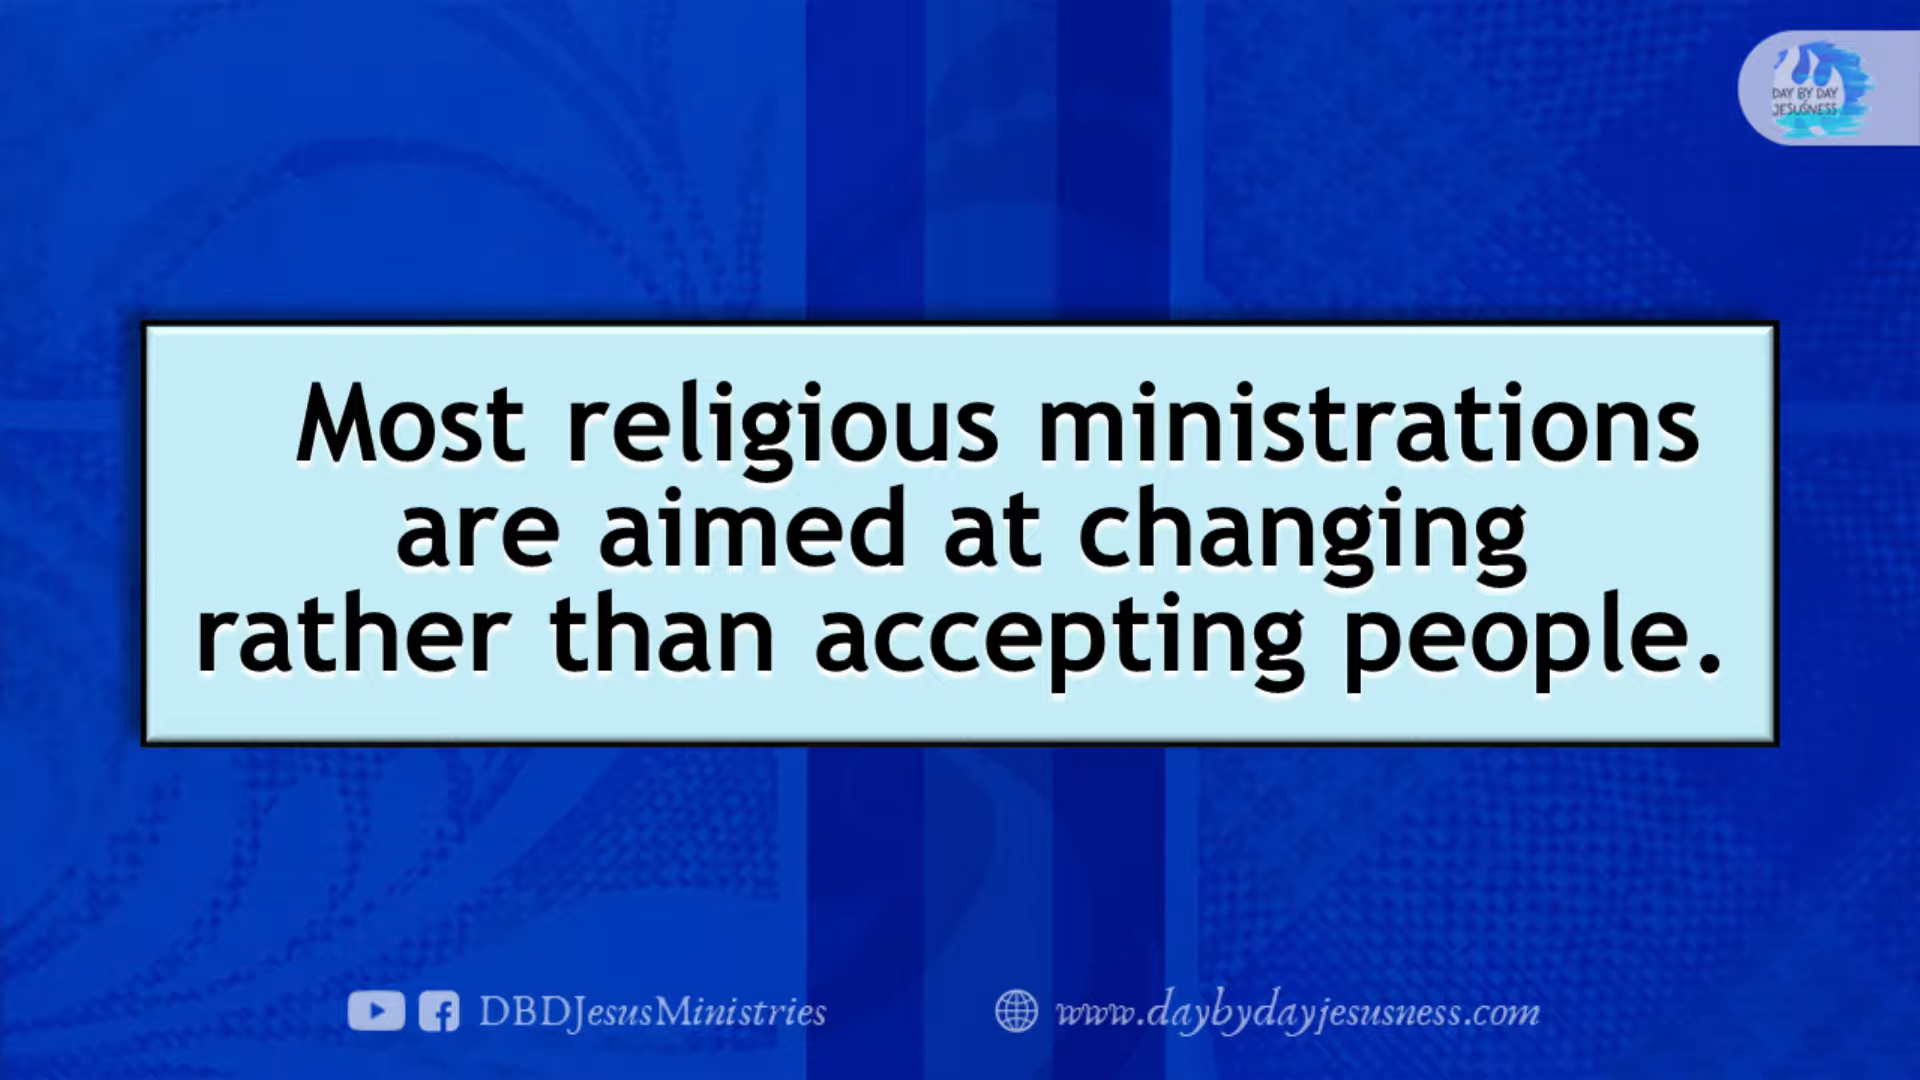 DAY BY DAY
JESUSNESS
Most religious ministrations
are aimed at changing
rather than accepting people.
DBDJesusMinistries
www.daybydayjesusness.com